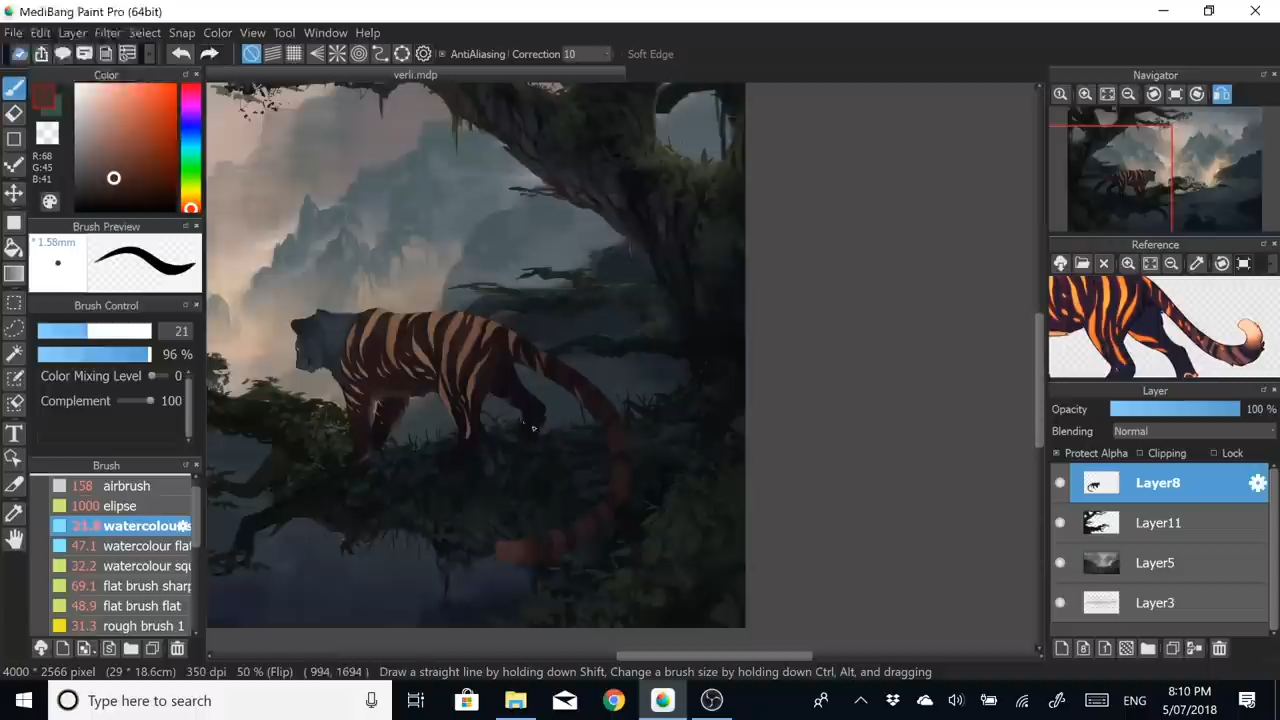 MediBang Paint Pro (64bit)
File Edit Layer Filter Select Snap Color View Tool Window Help
AntiAliasing Correction 10 Soft Edge
Color
verli.mdp
Navigator
R:68
G:45
B:41
Brush Preview
* 1.58mm
Reference
Brush Control
21
96 %
Color Mixing Level 0
Complement 100
Layer
Opacity 100 %
Blending Normal
Protect Alpha Clipping Lock
Brush
158 airbrush
1000 elipse
watercolou
47.1 watercolour flat
32.2 watercolour squ
69.1 flat brush sharp
48.9 flat brush flat
31.3 rough brush 1
Layer8
Layer11
Layer5
Layer3
4000 * 2566 pixel (29 * 18.6cm) 350 dpi 50 % (Flip) ( 994, 1694 ) Draw a straight line by holding down Shift, Change a brush size by holding down Ctrl, Alt, and dragging
Type here to search
ENG
8:10 PM
5/07/2018